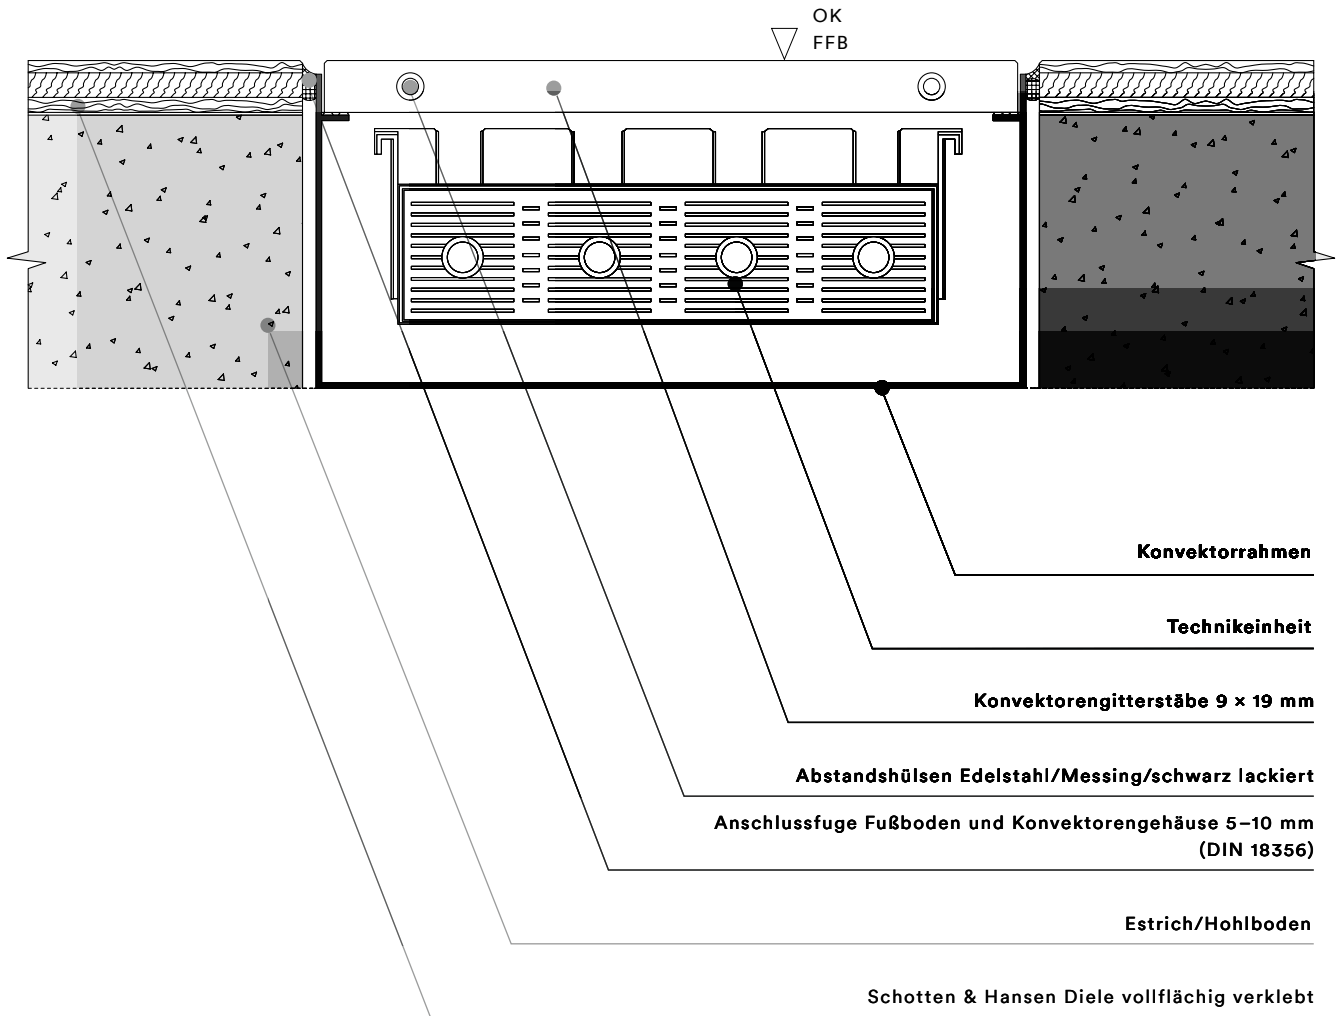 OK
FFB
Konvektorrahmen
Technikeinheit
Konvektorengitterstäbe 9 × 19 mm
Abstandshülsen Edelstahl/Messing/schwarz lackiert
Anschlussfuge Fußboden und Konvektorengehäuse 5–10 mm
(DIN 18356)
Estrich/Hohlboden
Schotten & Hansen Diele vollflächig verklebt